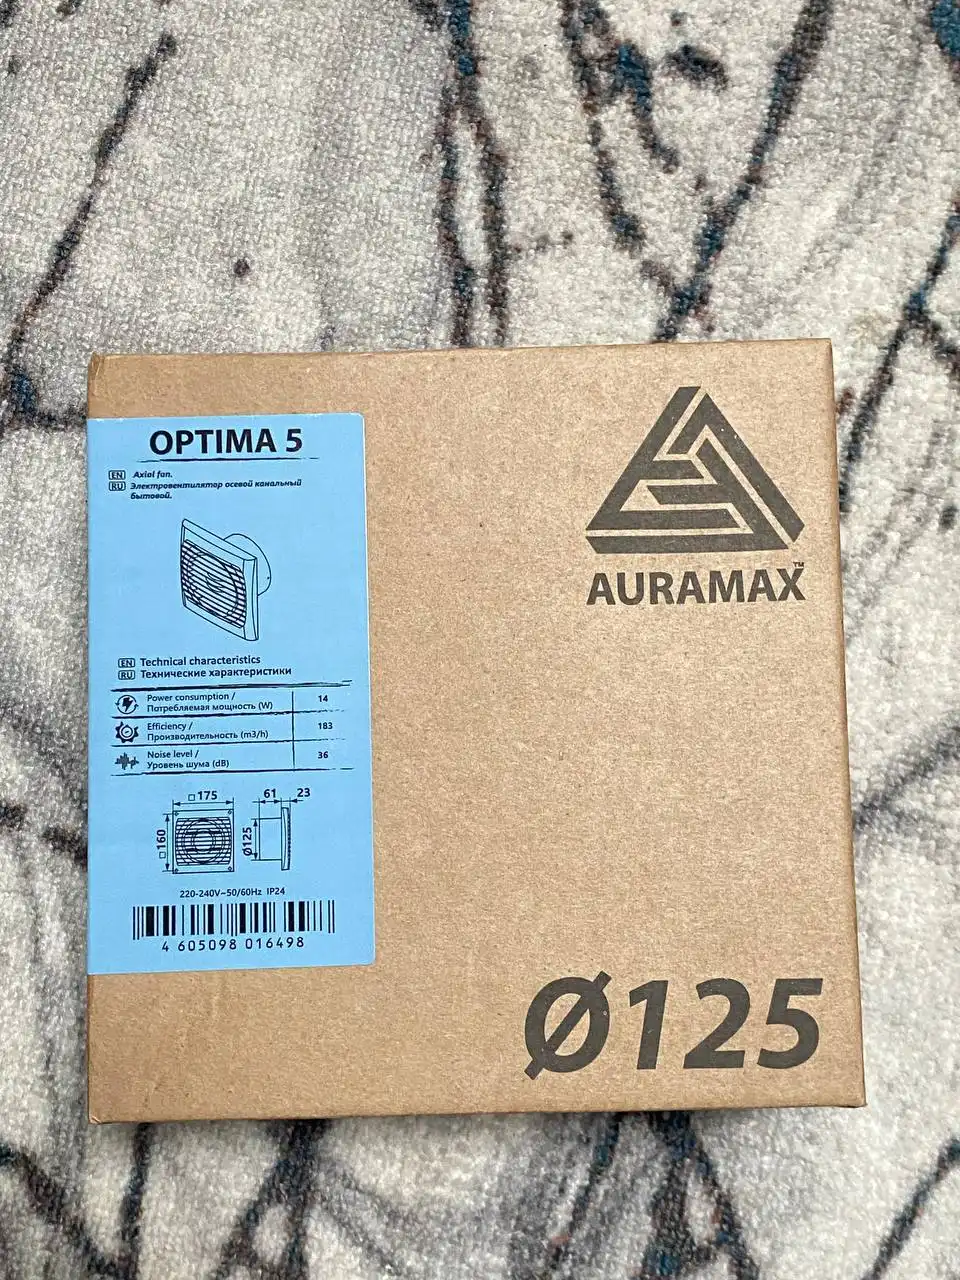 OPTIMA 5
EN Axial fan.
RU Электровентилятор осевой канальный
бытовой.
AURAMAX™
EN Technical characteristics
RU Технические характеристики
Power consumption / 
Потребляемая мощность (W) 14
Efficiency /
Производительность (m3/h) 183
Noise level /
Уровень шума (dB) 36
□175
61 23
□160
Ø125
220-240V~50/60Hz IP24
4 605098 016498
Ø125